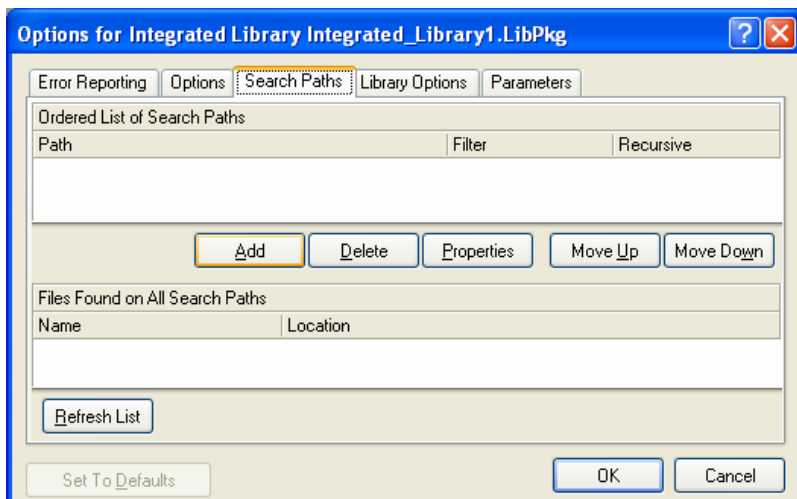 Options for Integrated Library Integrated_Library1.LibPkg
Error Reporting Options Search Paths Library Options Parameters
Ordered List of Search Paths
Path Filter Recursive
Add Delete Properties Move Up Move Down
Files Found on All Search Paths
Name Location
Refresh List
Set To Defaults OK Cancel